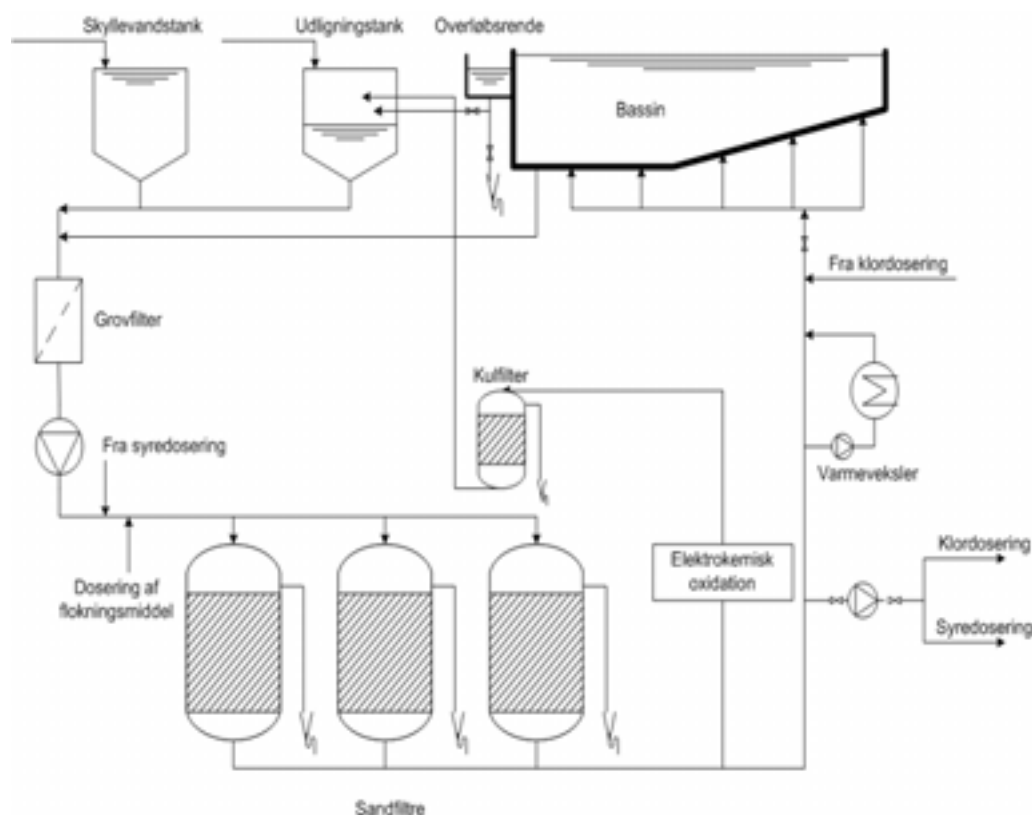 Skyllevandstank
Udligningstank
Overløbsrende
Bassin
Fra klordosering
Grovfilter
Kulfilter
Fra syredosering
Varmeveksler
Klordosering
Elektrokemisk
oxidation
Dosering af
flokningsmiddel
Syredosering
Sandfiltre